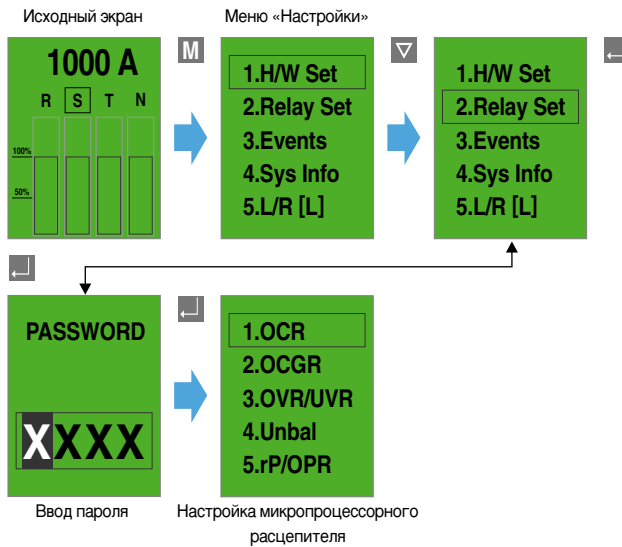 Исходный экран
Меню «Настройки»
1000 A
R S T N
100%
50%
M
1.H/W Set
2.Relay Set
3.Events
4.Sys Info
5.L/R [L]
1.H/W Set
2.Relay Set
3.Events
4.Sys Info
5.L/R [L]
PASSWORD
XXXX
1.OCR
2.OCGR
3.OVR/UVR
4.Unbal
5.rP/OPR
Ввод пароля
Настройка микропроцессорного
расцепителя